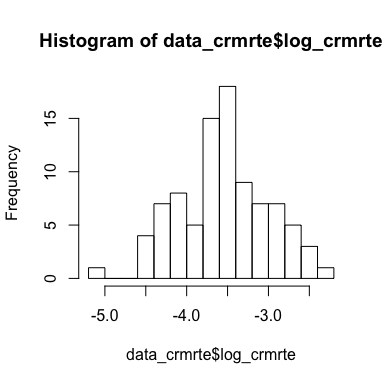 Histogram of data_crmrte$log_crmrte
Frequency
15
10
5
0
-5.0 -4.0 -3.0
data_crmrte$log_crmrte